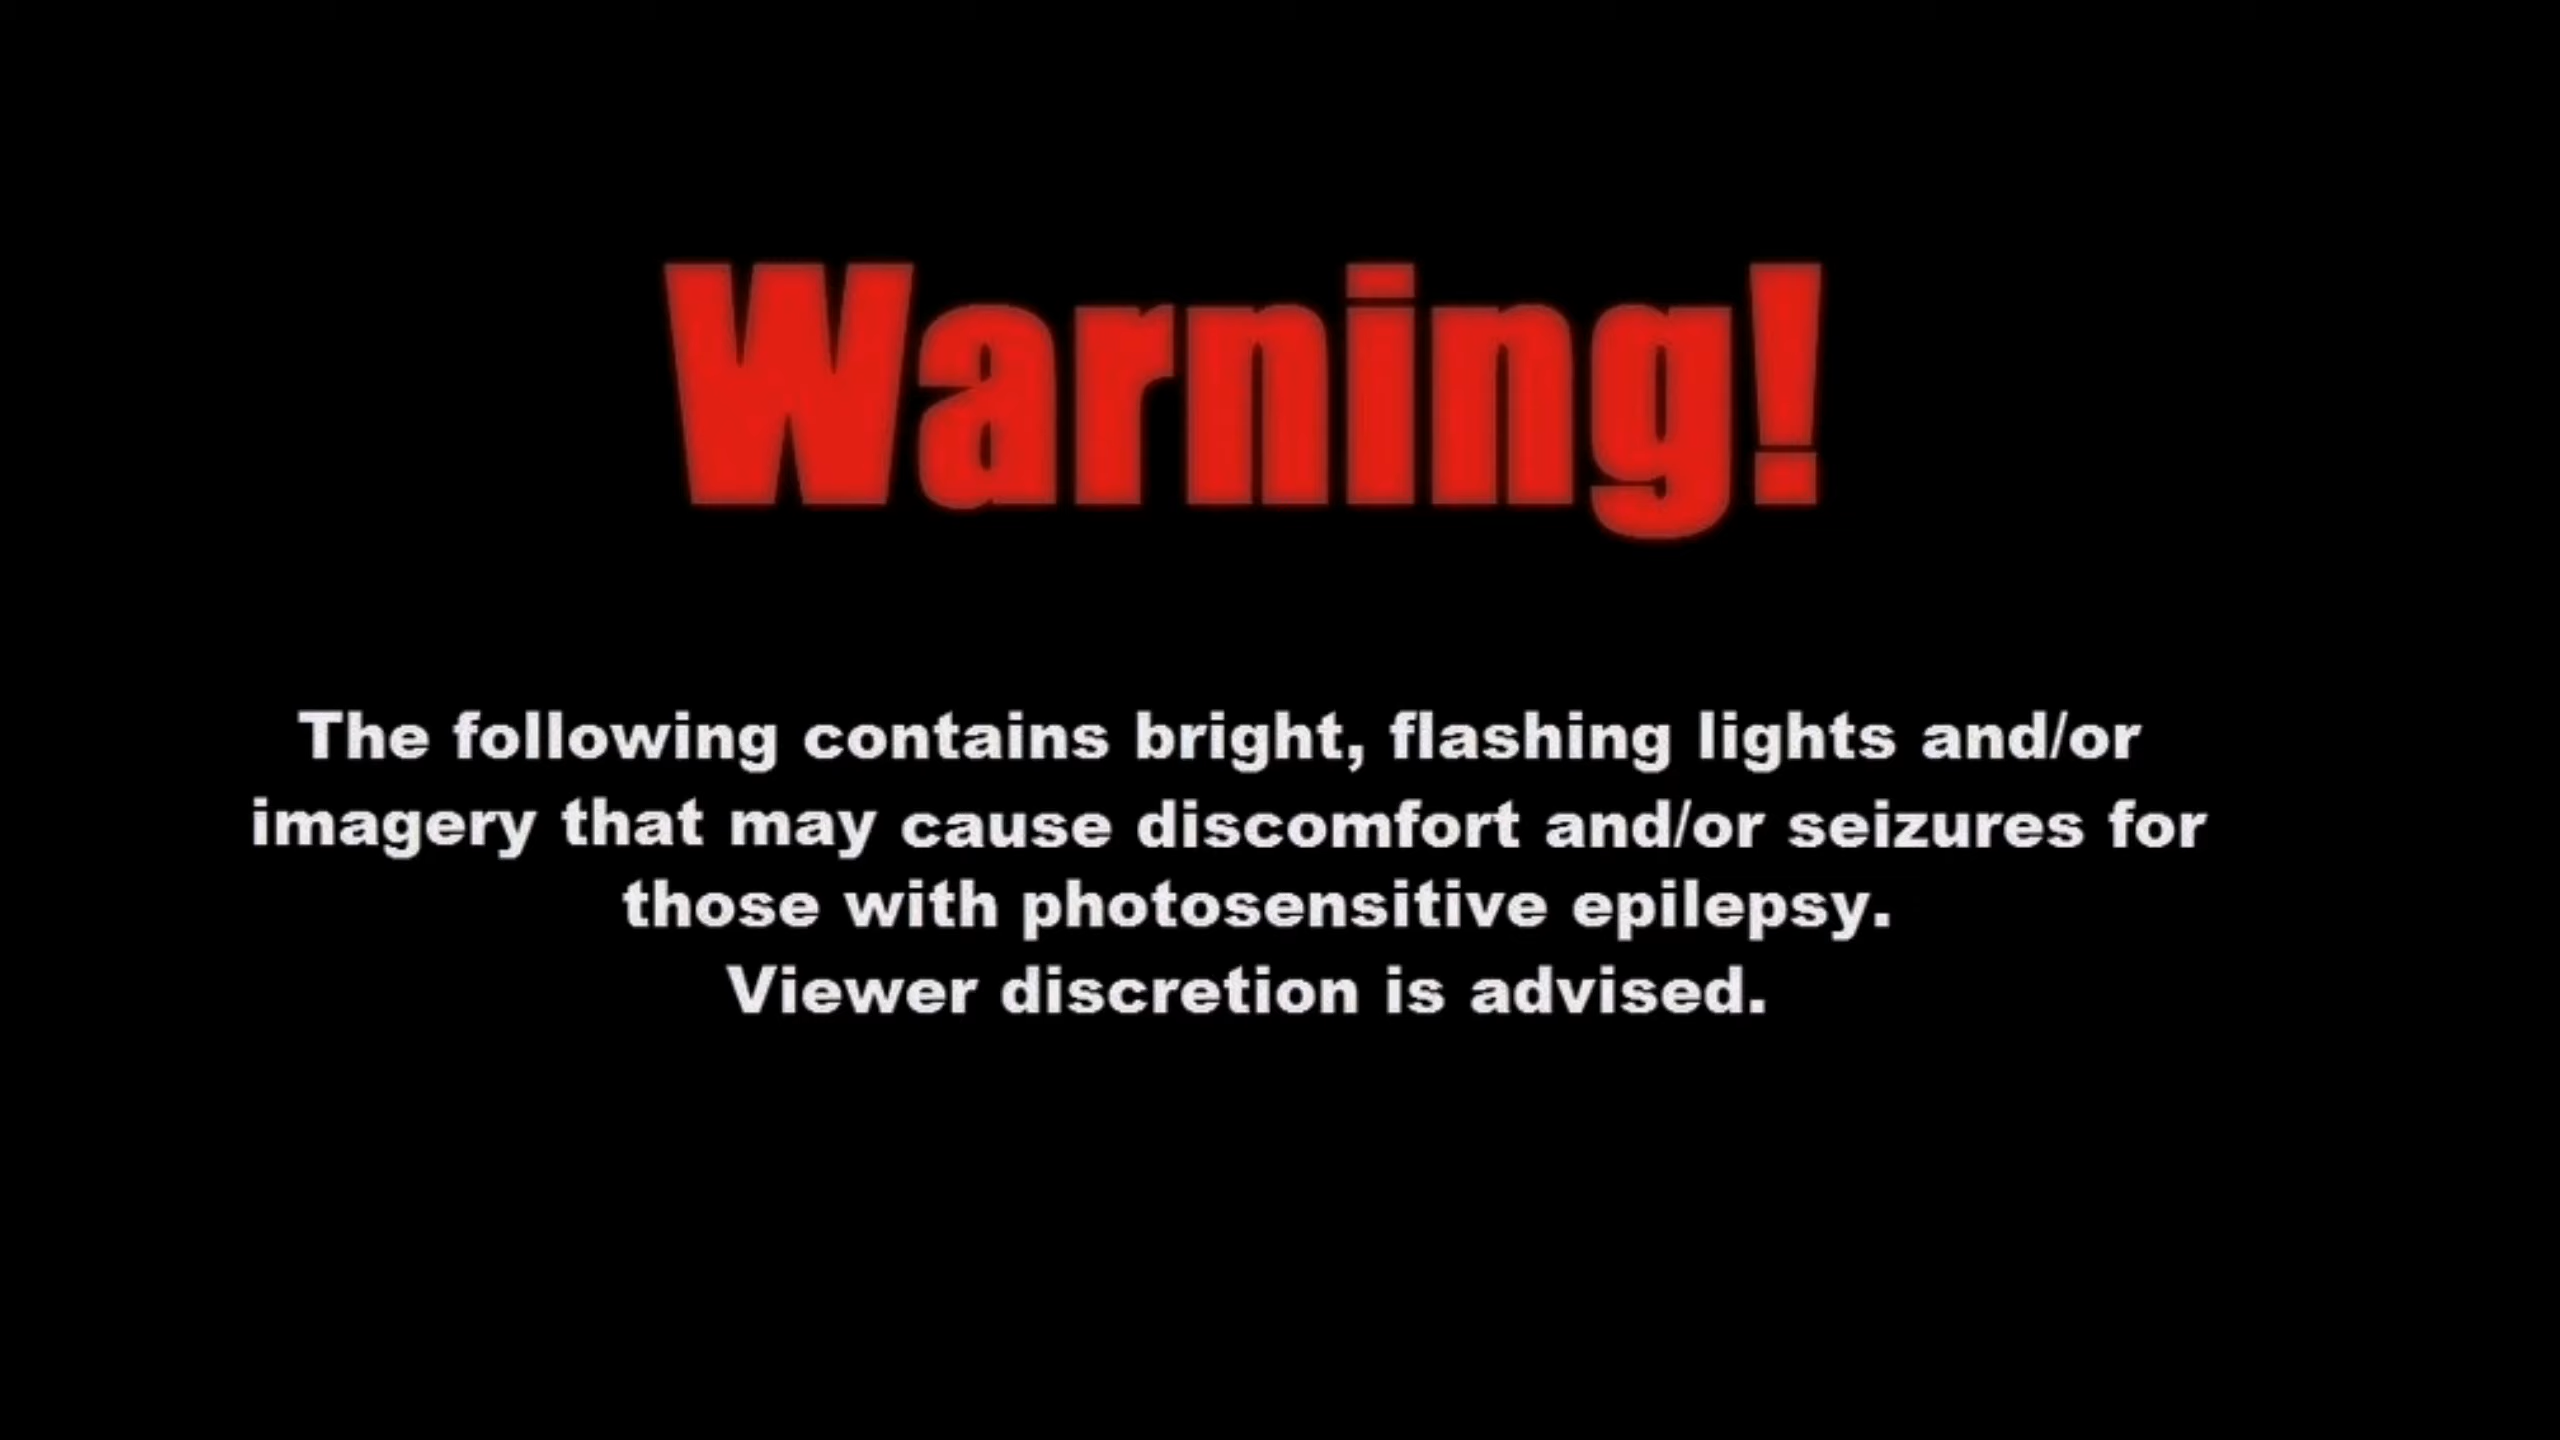 Warning!
The following contains bright, flashing lights and/or
imagery that may cause discomfort and/or seizures for
those with photosensitive epilepsy.
Viewer discretion is advised.